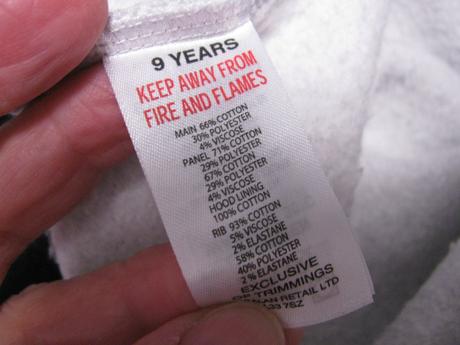 9 YEARS
KEEP AWAY FROM
FIRE AND FLAMES
MAIN 66% COTTON
30% POLYESTER
4% VISCOSE
PANEL 71% COTTON
29% POLYESTER
67% COTTON
29% POLYESTER
4% VISCOSE
HOOD LINING
100% COTTON
RIB 93% COTTON
5% VISCOSE
2% ELASTANE
58% COTTON
40% POLYESTER
2% ELASTANE
EXCLUSIVE
OF TRIMMINGS
RETAIL LTD
7SZ